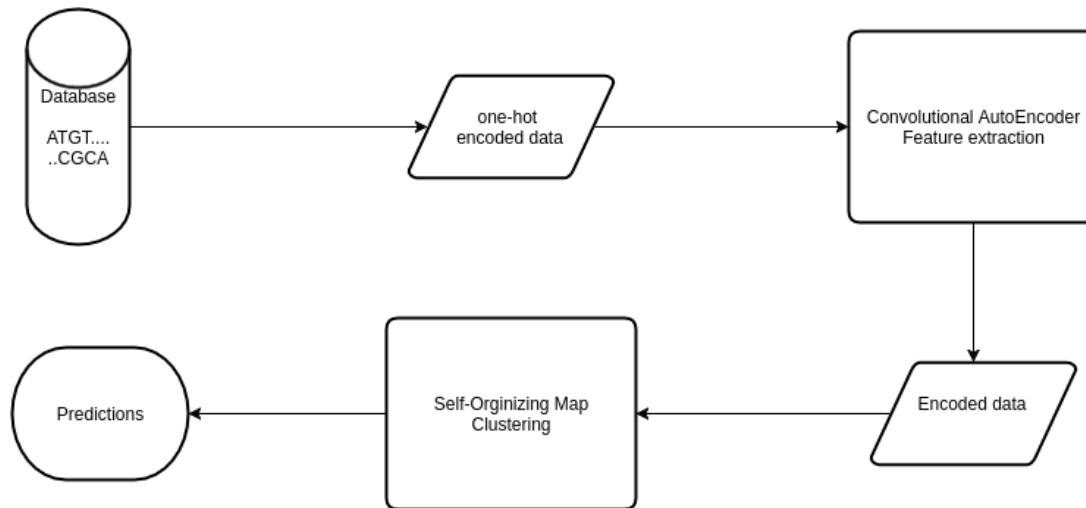 Database
ATGT....
..CGCA
one-hot
encoded data
Convolutional AutoEncoder
Feature extraction
Predictions
Self-Orginizing Map
Clustering
Encoded data